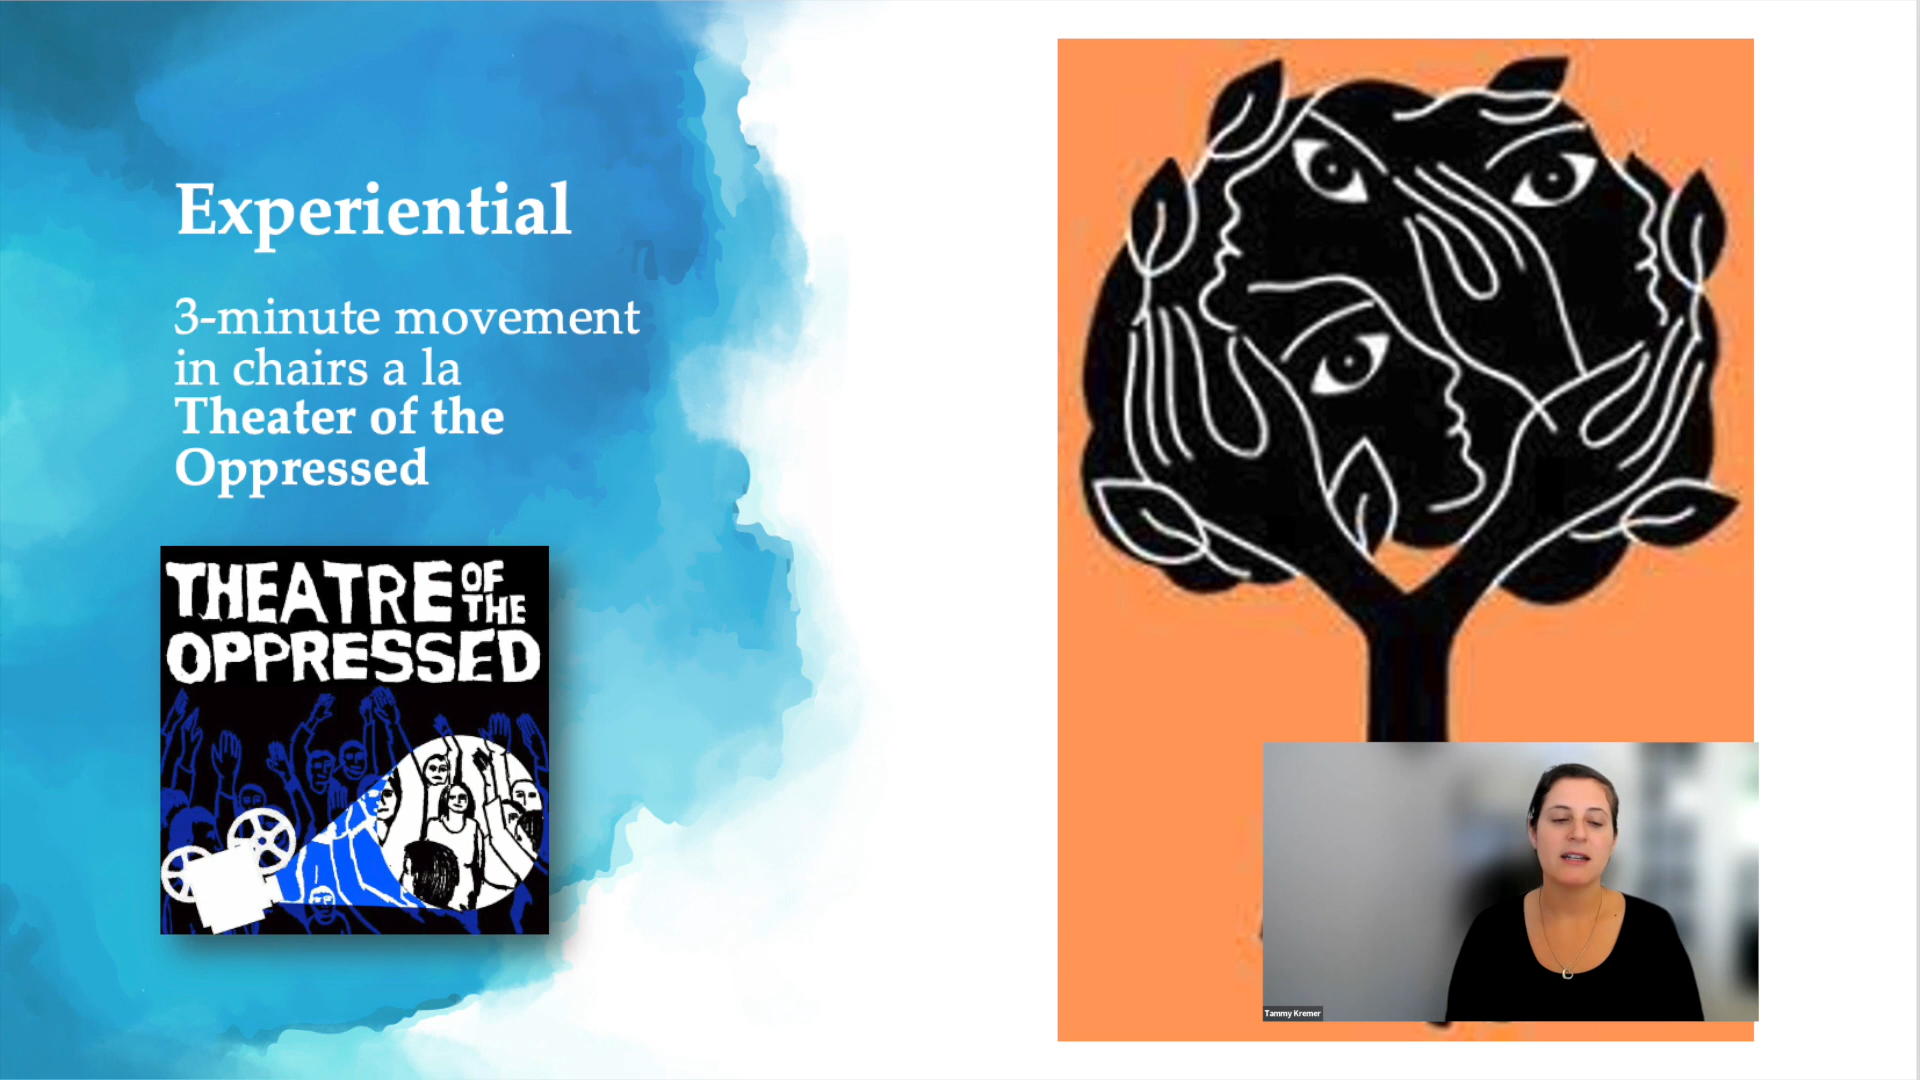 Experiential
3-minute movement
in chairs a la
Theater of the
Oppressed
THEATRE OF THE
OPPRESSED
Tammy Kremer